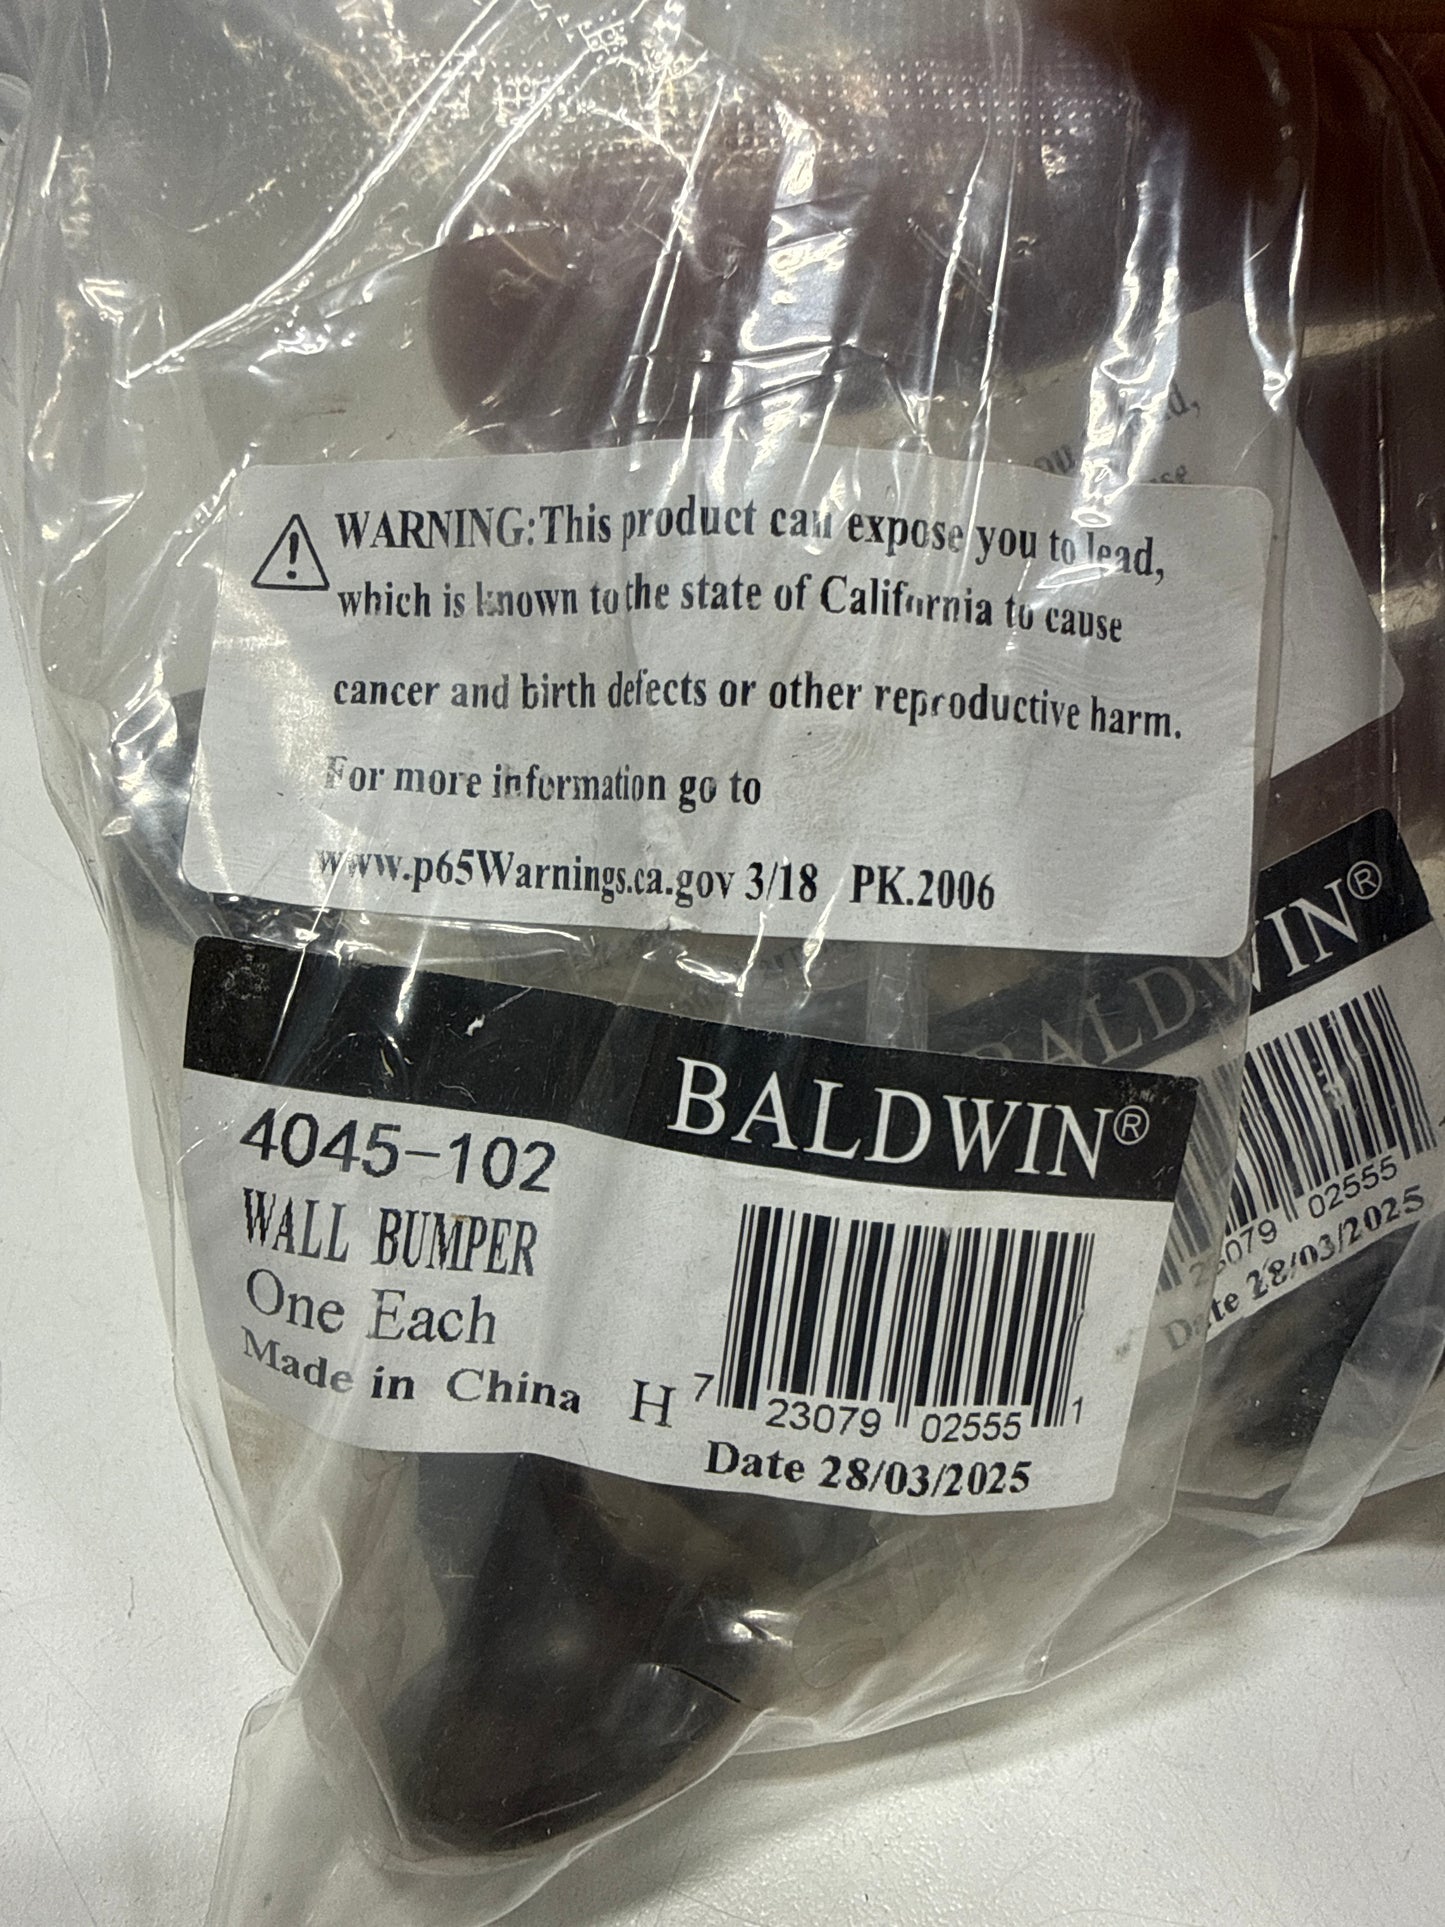 WARNING:This product can expose you to lead,
which is known to the state of California to cause
cancer and birth defects or other reproductive harm.
For more information go to
www.p65Warnings.ca.gov 3/18 PK.2006
BALDWIN®
4045-102
WALL BUMPER
One Each
Made in China H
7 23079 02555 1
Date 28/03/2025
BALDWIN®
23079 02555
Date 28/03/2025